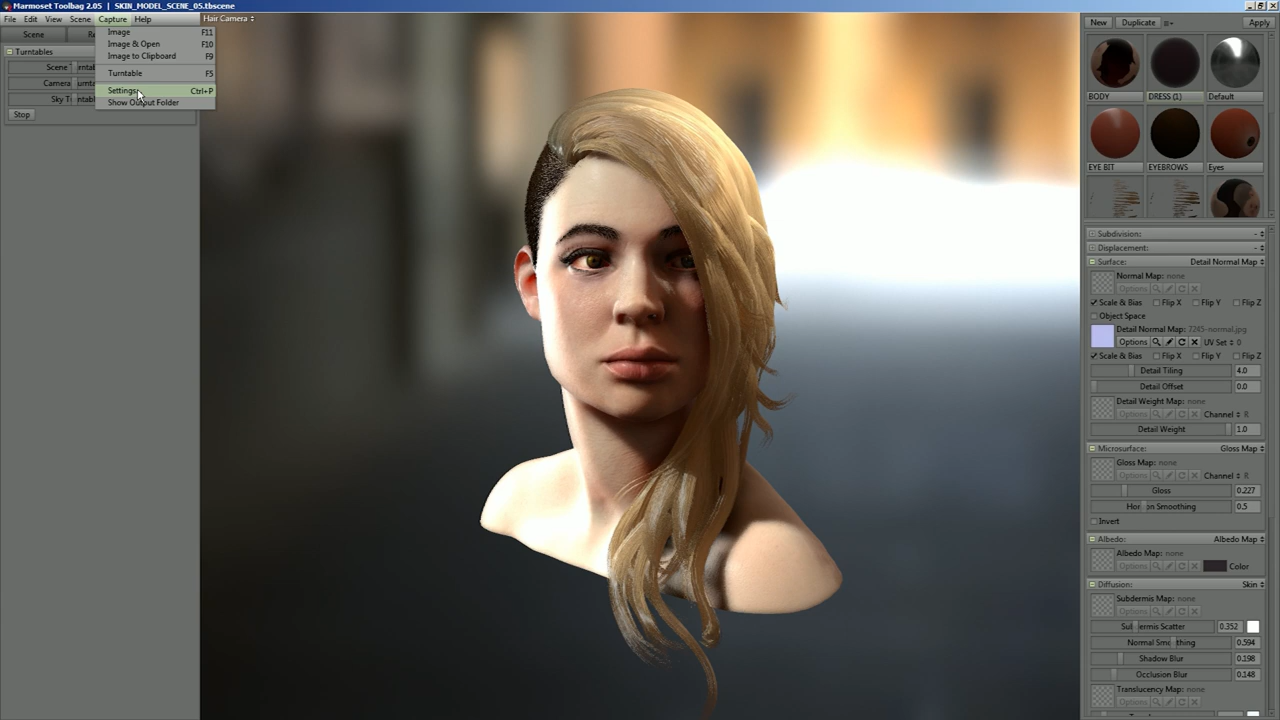 Marmoset Toolbag 2.05 | SKIN_MODEL_SCENE_05.tbscene
File Edit View Scene Capture Help Hair Camera
Scene
Turntables
Scene
Camera
Sky
Stop
Image F11
Image & Open F10
Image to Clipboard F9
Turntable F5
Settings... Ctrl+P
Show Output Folder
New Duplicate Apply
BODY DRESS (1) Default
EYE BIT EYEBROWS Eyes
Subdivision: -
Displacement: -
Surface: Detail Normal Map
Normal Map: none
Options
Scale & Bias Flip X Flip Y Flip Z
Object Space
Detail Normal Map: 7245-normal.jpg
Options UV Set 0
Scale & Bias Flip X Flip Y Flip Z
Detail Tiling 4.0
Detail Offset 0.0
Detail Weight Map: none
Options Channel R
Detail Weight 1.0
Microsurface: Gloss Map
Gloss Map: none
Options Channel R
Gloss 0.227
Horizon Smoothing 0.5
Invert
Albedo: Albedo Map
Albedo Map: none
Options Color
Diffusion: Skin
Subdermis Map: none
Options
Subdermis Scatter 0.352
Normal Smoothing 0.594
Shadow Blur 0.198
Occlusion Blur 0.148
Translucency Map: none
Options